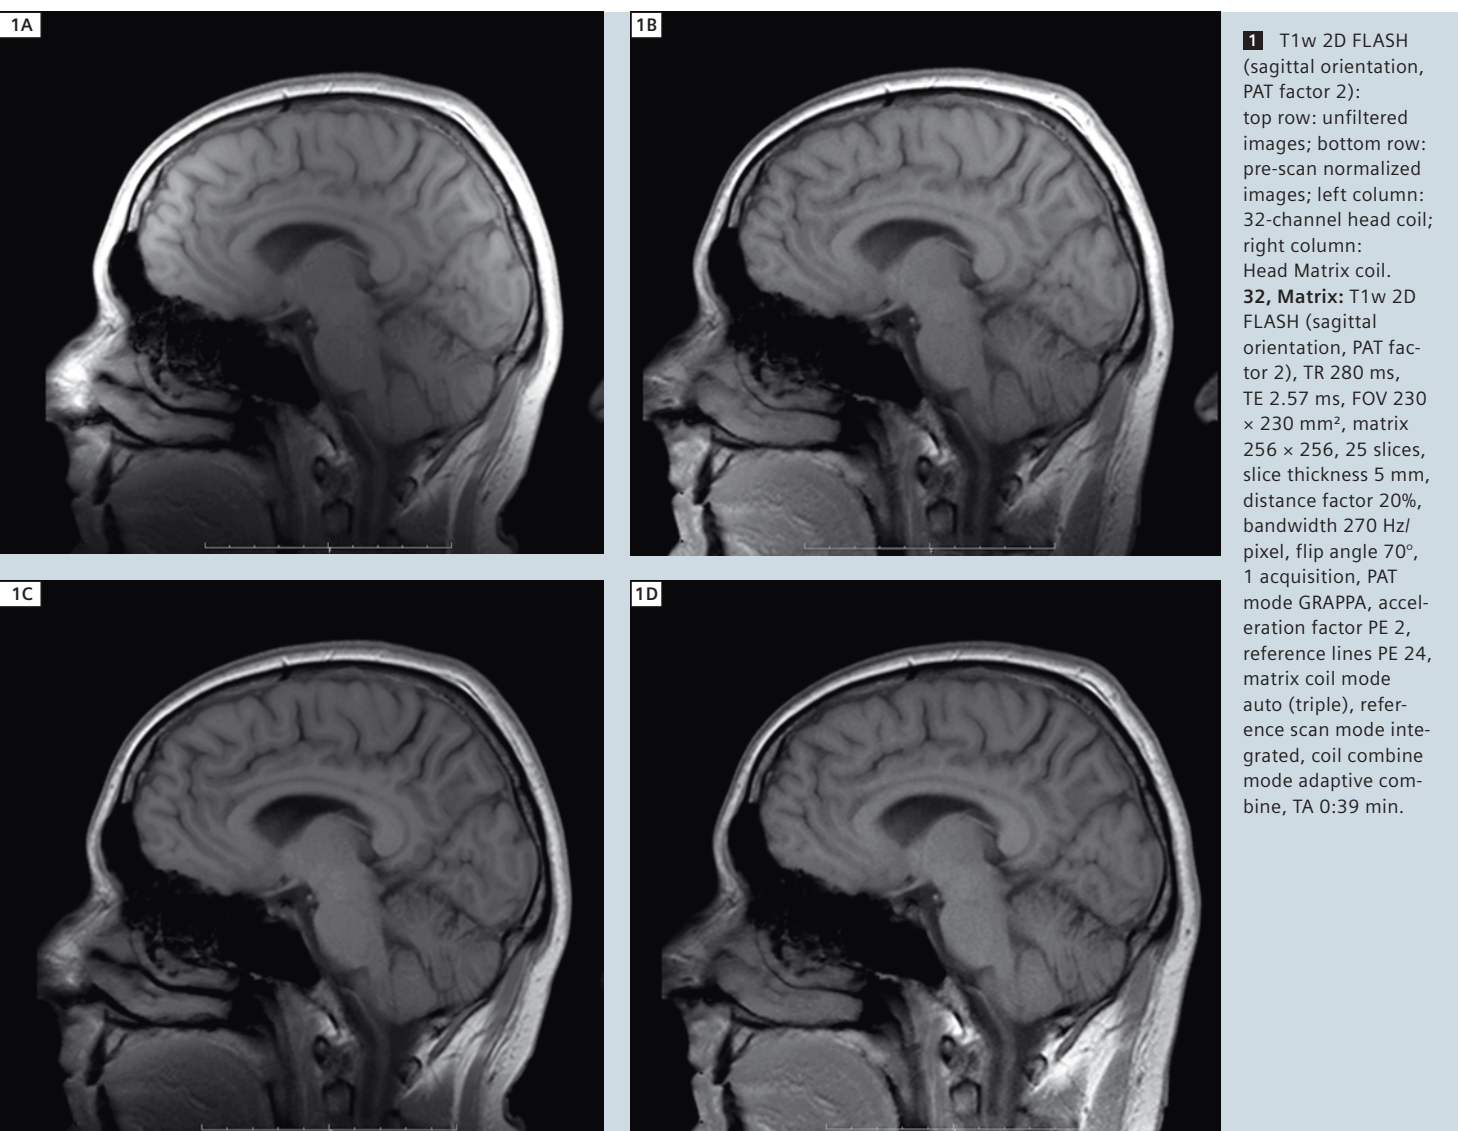 1A
1B
1 T1w 2D FLASH
(sagittal orientation,
PAT factor 2):
top row: unfiltered
images; bottom row:
pre-scan normalized
images; left column:
32-channel head coil;
right column:
Head Matrix coil.
32, Matrix: T1w 2D
FLASH (sagittal
orientation, PAT fac-
tor 2), TR 280 ms,
TE 2.57 ms, FOV 230
× 230 mm², matrix
256 × 256, 25 slices,
slice thickness 5 mm,
distance factor 20%,
bandwidth 270 Hz/
pixel, flip angle 70°,
1 acquisition, PAT
mode GRAPPA, accel-
eration factor PE 2,
reference lines PE 24,
matrix coil mode
auto (triple), refer-
ence scan mode inte-
grated, coil combine
mode adaptive com-
bine, TA 0:39 min.
1C
1D